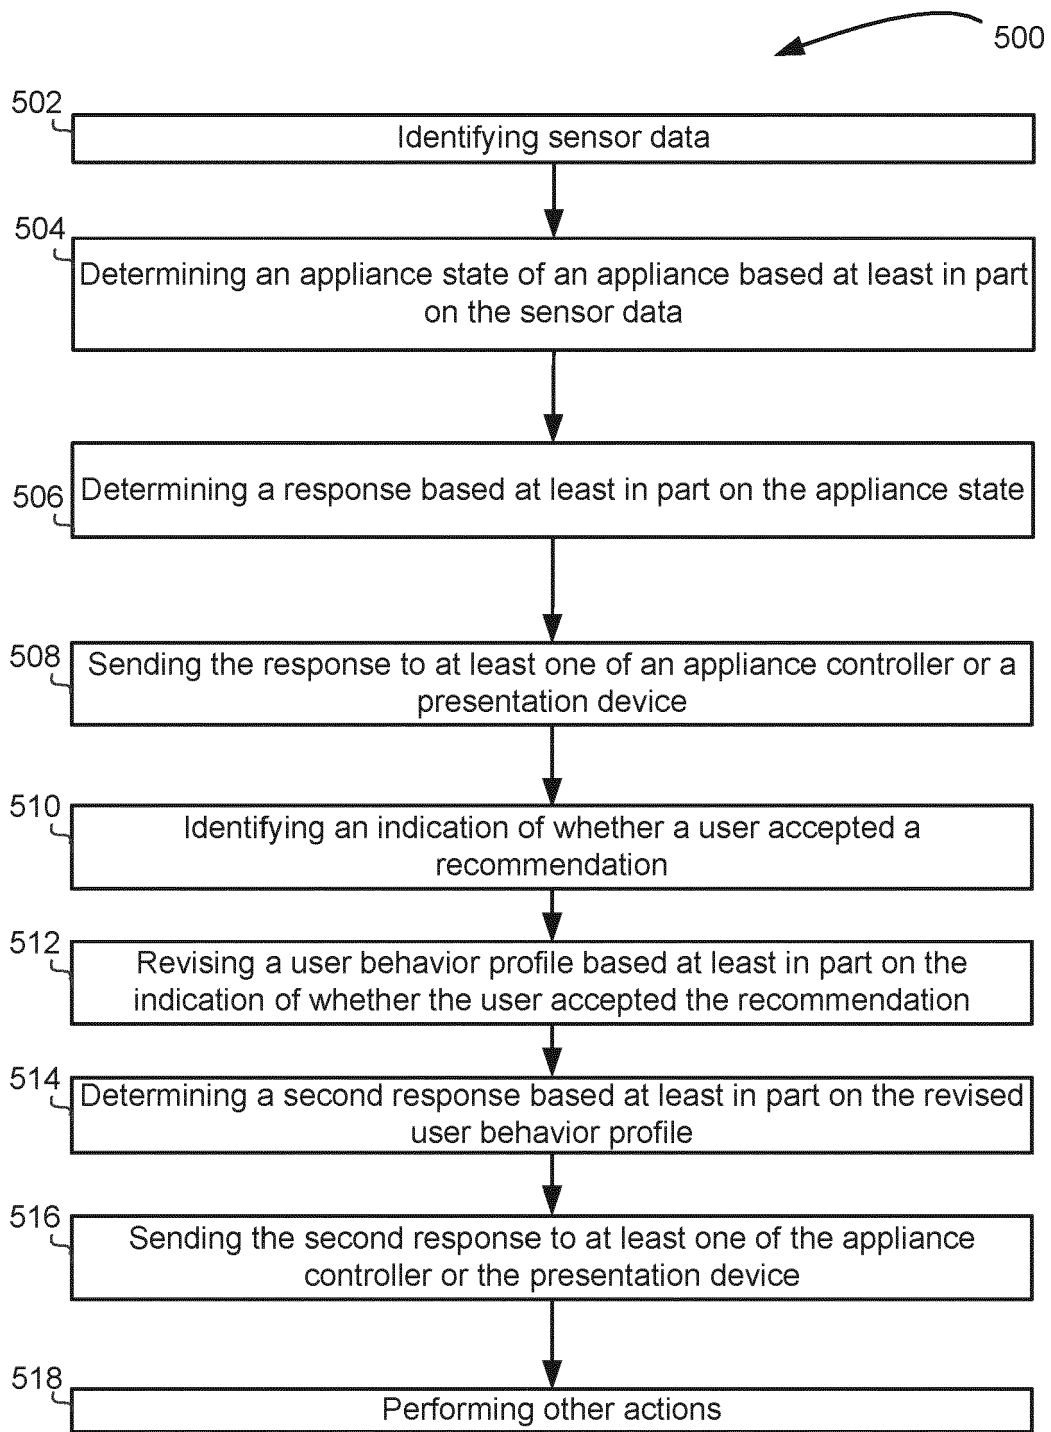 500
502
Identifying sensor data
504
Determining an appliance state of an appliance based at least in part
on the sensor data
506
Determining a response based at least in part on the appliance state
508
Sending the response to at least one of an appliance controller or a
presentation device
510
Identifying an indication of whether a user accepted a
recommendation
512
Revising a user behavior profile based at least in part on the
indication of whether the user accepted the recommendation
514
Determining a second response based at least in part on the revised
user behavior profile
516
Sending the second response to at least one of the appliance
controller or the presentation device
518
Performing other actions